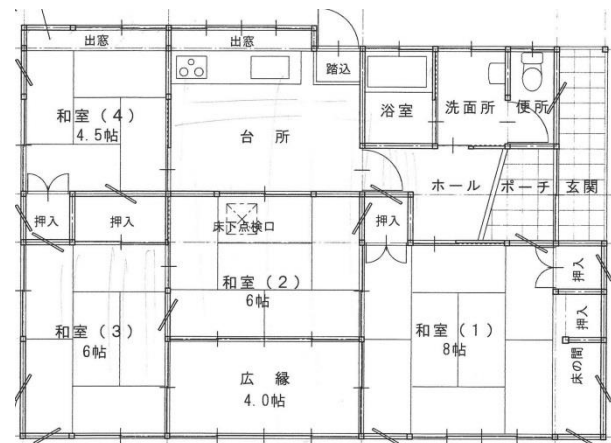 出窓
出窓
踏込
和室(4)
4.5帖
台所
浴室
洗面所
便所
ホール
ポーチ
玄関
押入
押入
床下点検口
押入
和室(2)
6帖
押入
和室(3)
6帖
和室(1)
8帖
押入
床の間
広縁
4.0帖